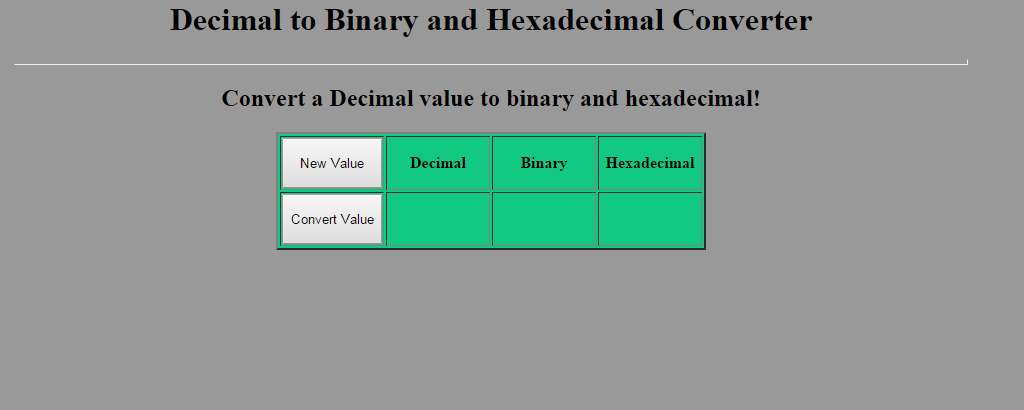 Decimal to Binary and Hexadecimal Converter
Convert a Decimal value to binary and hexadecimal!
New Value Decimal Binary Hexadecimal
Convert Value